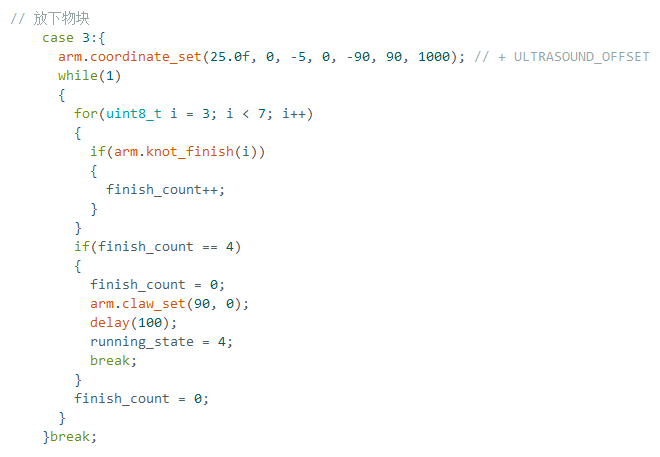 // 放下物块
case 3:{
arm.coordinate_set(25.0f, 0, -5, 0, -90, 90, 1000); // + ULTRASOUND_OFFSET
while(1)
{
for(uint8_t i = 3; i < 7; i++)
{
if(arm.knot_finish(i))
{
finish_count++;
}
}
if(finish_count == 4)
{
finish_count = 0;
arm.claw_set(90, 0);
delay(100);
running_state = 4;
break;
}
finish_count = 0;
}
}break;